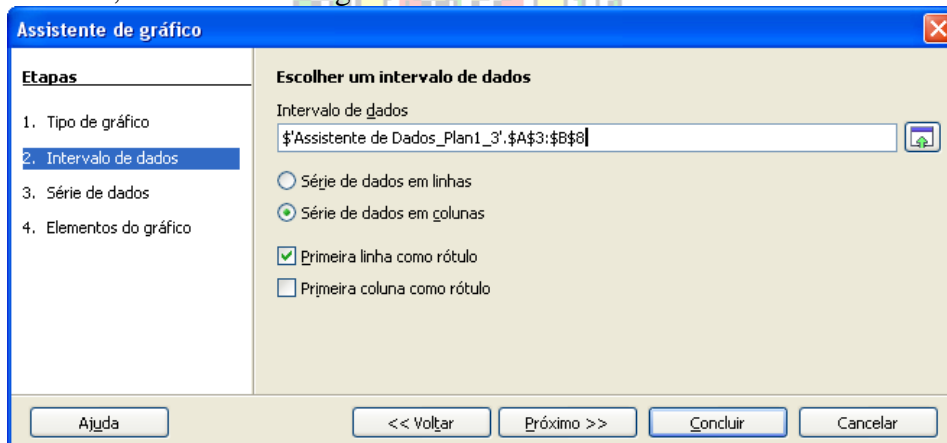 Assistente de gráfico
Etapas
1. Tipo de gráfico
2. Intervalo de dados
3. Série de dados
4. Elementos do gráfico
Escolher um intervalo de dados
Intervalo de dados
$'Assistente de Dados_Plan1_3'.$A$3:$B$8
Série de dados em linhas
Série de dados em colunas
Primeira linha como rótulo
Primeira coluna como rótulo
Ajuda
<< Voltar
Próximo >>
Concluir
Cancelar